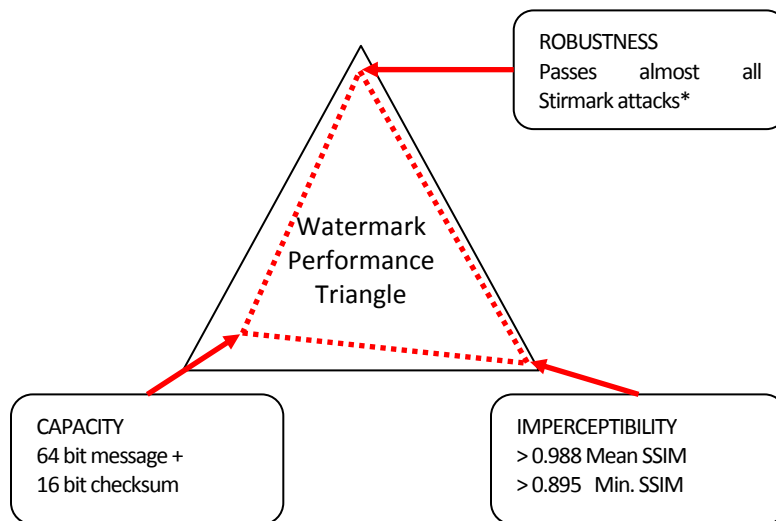 ROBUSTNESS
Passes almost all
Stirmark attacks*
Watermark
Performance
Triangle
CAPACITY
64 bit message +
16 bit checksum
IMPERCEPTIBILITY
> 0.988 Mean SSIM
> 0.895 Min. SSIM